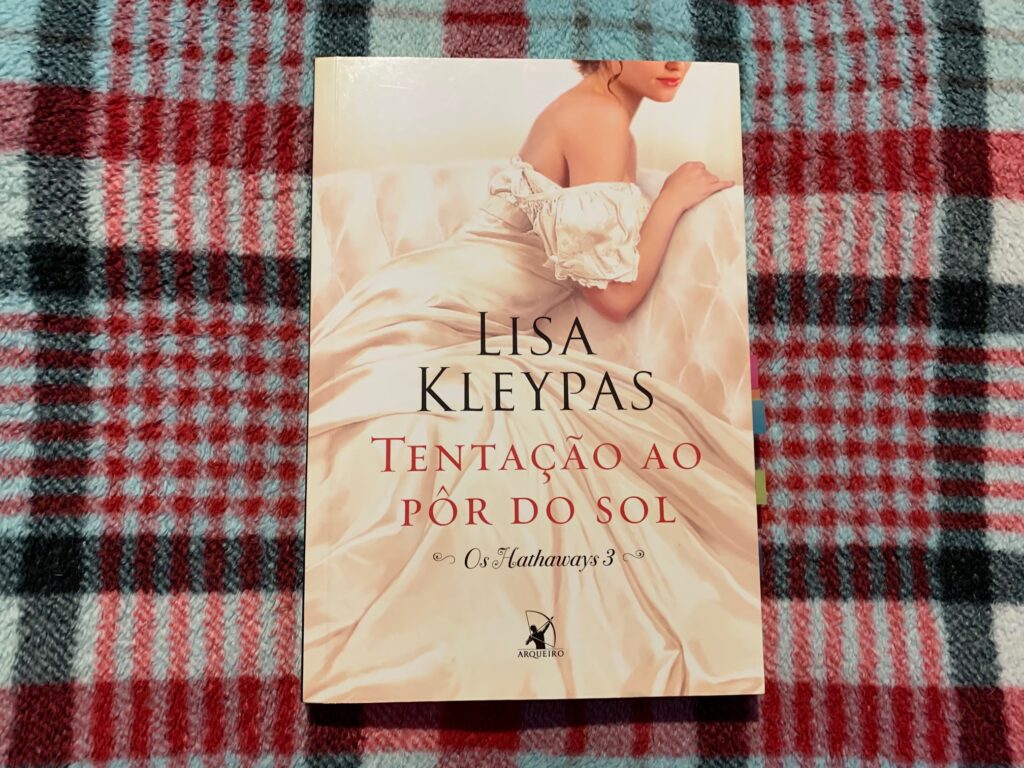 LISA
KLEYPAS
TENTAÇÃO AO
PÔR DO SOL
Os Hathaways 3
ARQUEIRO